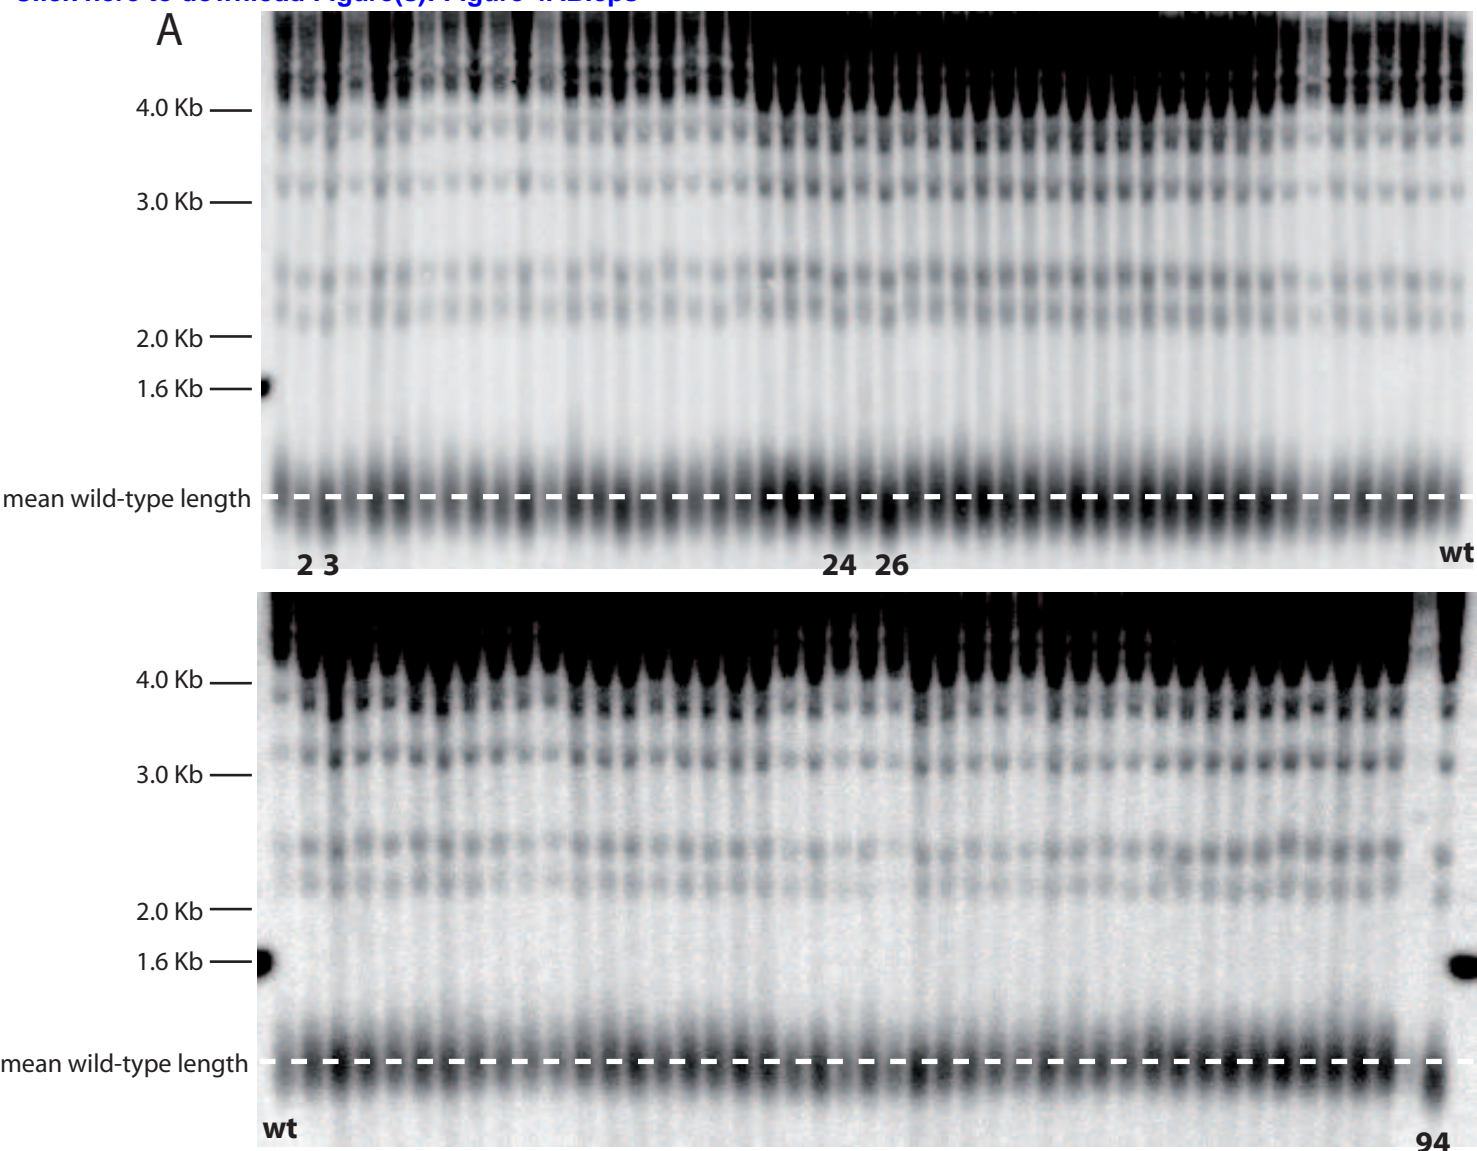 A
4.0 Kb
3.0 Kb
2.0 Kb
1.6 Kb
mean wild-type length
2 3 24 26 wt
4.0 Kb
3.0 Kb
2.0 Kb
1.6 Kb
mean wild-type length
wt
94